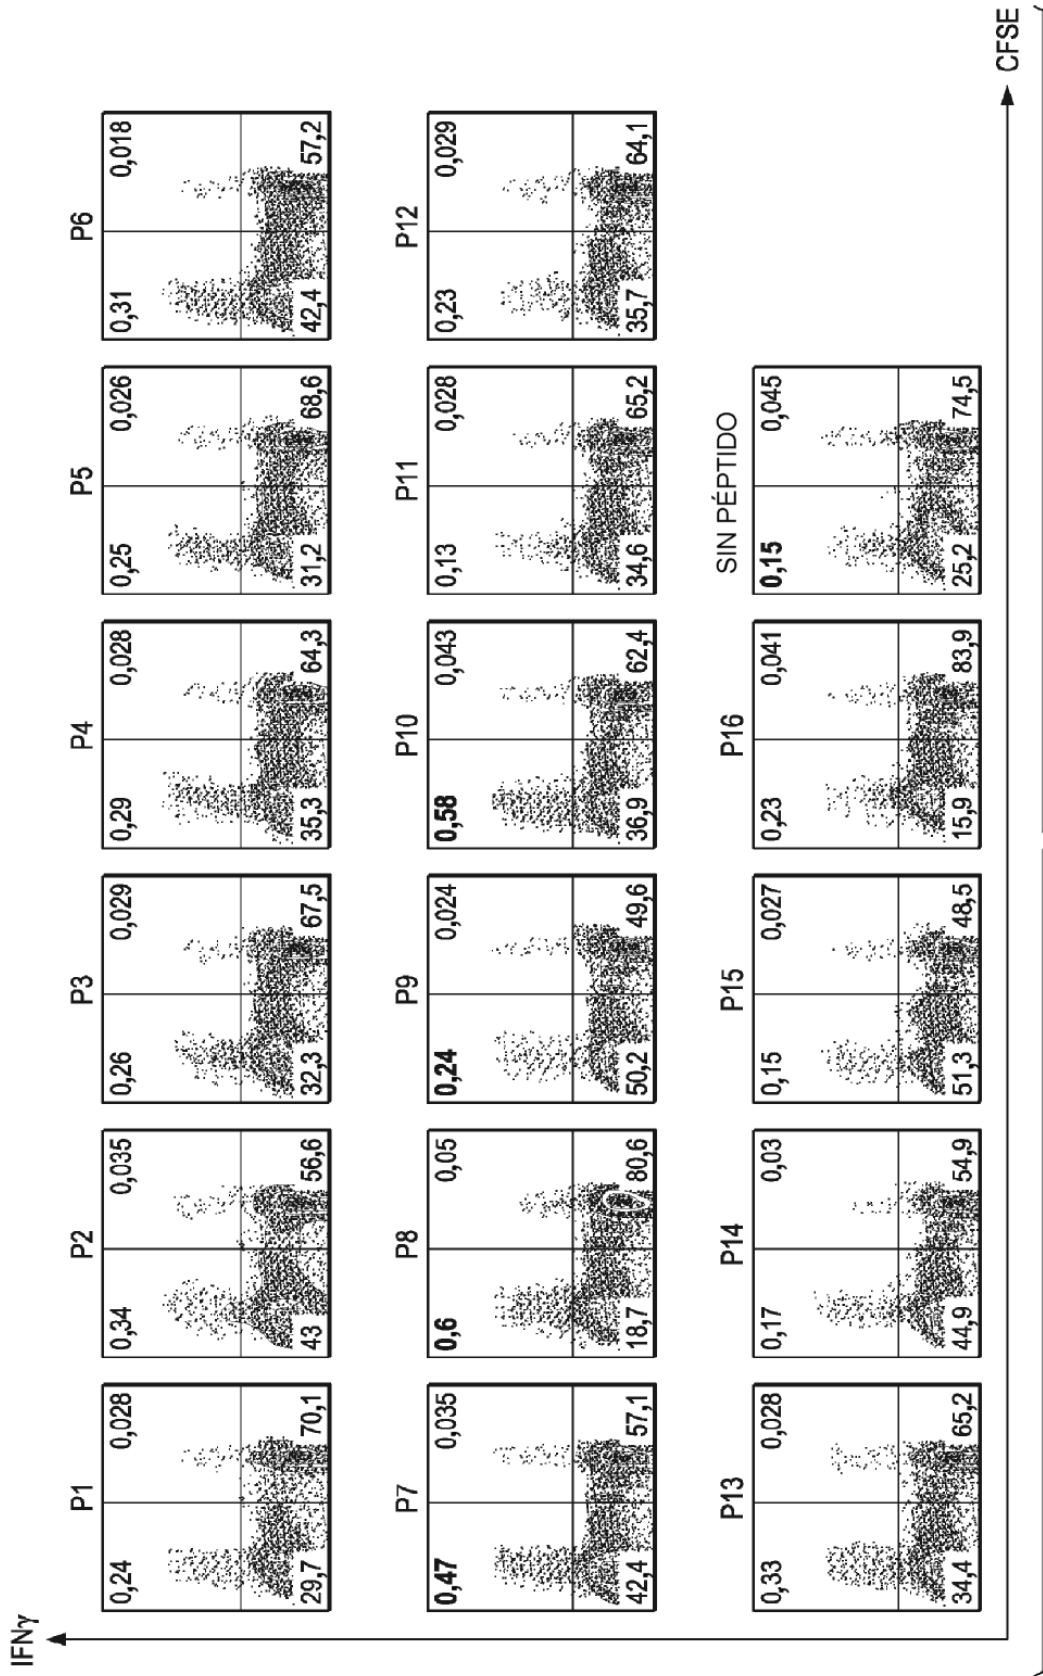 IFNγ
P1
0,24 0,028
29,7 70,1
P2
0,34 0,035
43 56,6
P3
0,26 0,029
32,3 67,5
P4
0,29 0,028
35,3 64,3
P5
0,25 0,026
31,2 68,6
P6
0,31 0,018
42,4 57,2
P7
0,47 0,035
42,4 57,1
P8
0,6 0,05
18,7 80,6
P9
0,24 0,024
50,2 49,6
P10
0,58 0,043
36,9 62,4
P11
0,13 0,028
34,6 65,2
P12
0,23 0,029
35,7 64,1
P13
0,33 0,028
34,4 65,2
P14
0,17 0,03
44,9 54,9
P15
0,15 0,027
51,3 48,5
P16
0,23 0,041
15,9 83,9
SIN PÉPTIDO
0,15 0,045
25,2 74,5
CFSE